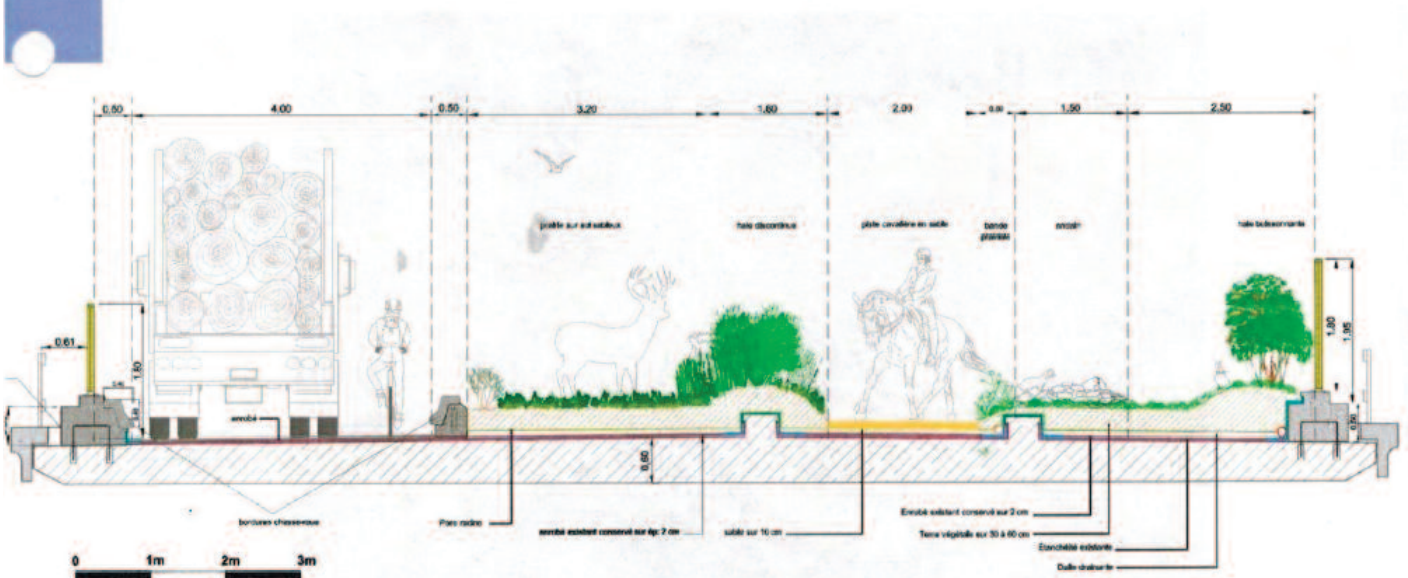 0.50
4.00
0.50
3.20
1.60
2.00
1.50
2.50
prairie sur sol sableux
haie discontinue
piste cavalière en sable
bande
andain
haie buissonnante
0.61
1.80
1.80
1.95
enrobé
0.60
bordures chasse-roue
Pare racine
enrobé existant conservé sur ép: 2 cm
sable sur 10 cm
Enrobé existant conservé sur 2 cm
Terre végétale sur 30 à 60 cm
Etanchéité existante
Dalle drainante
0
1m
2m
3m